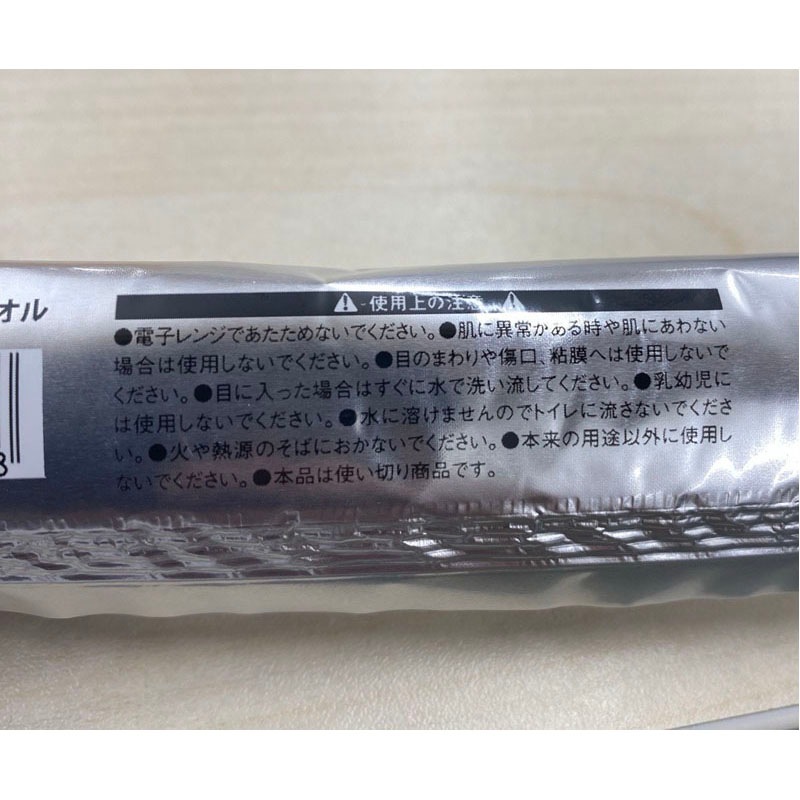 オル
8
使用上の注意
●電子レンジであたためないでください。●肌に異常がある時や肌にあわない
場合は使用しないでください。●目のまわりや傷口、粘膜へは使用しないで
ください。●目に入った場合はすぐに水で洗い流してください。●乳幼児に
は使用しないでください。●水に溶けませんのでトイレに流さないでくださ
い。●火や熱源のそばにおかないでください。●本来の用途以外に使用し
ないでください。●本品は使い切り商品です。